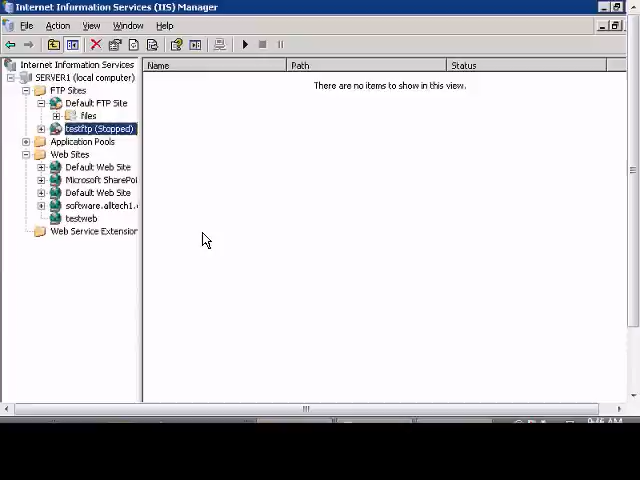 Internet Information Services (IIS) Manager
File Action View Window Help
Internet Information Services
SERVER1 (local computer)
FTP Sites
Default FTP Site
files
testftp (Stopped)
Application Pools
Web Sites
Default Web Site
Microsoft SharePoi
Default Web Site
software.alltech1.
testweb
Web Service Extension
Name Path Status
There are no items to show in this view.